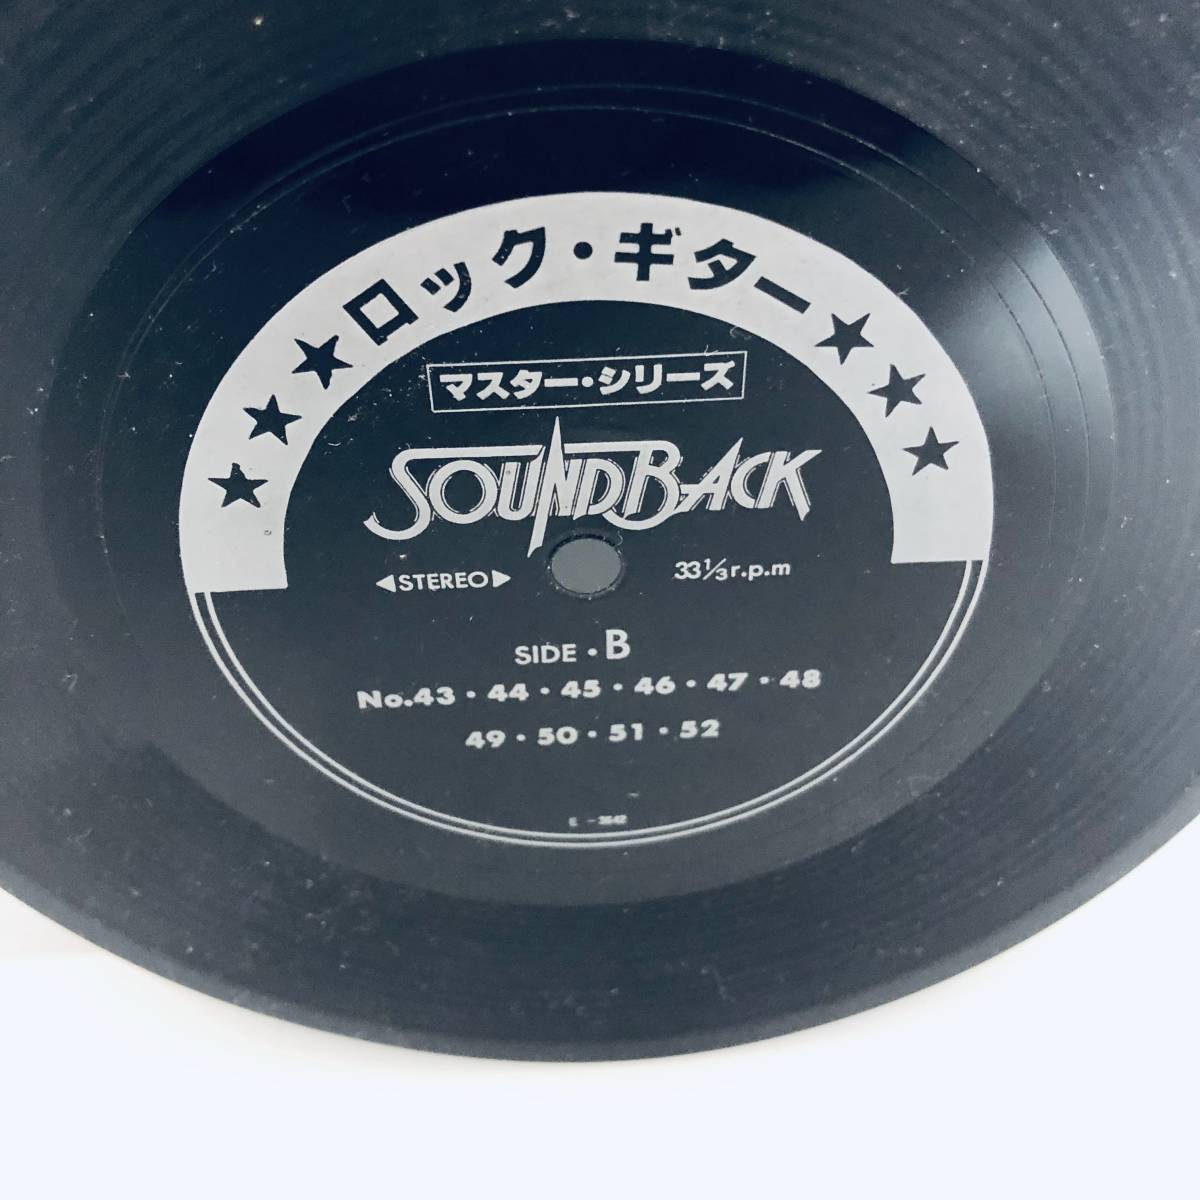 ★★★ロック・ギター★★★
マスター・シリーズ
SOUNDBACK
◀STEREO▶
33⅓r.p.m
SIDE・B
No.43・44・45・46・47・48
49・50・51・52
E -3642